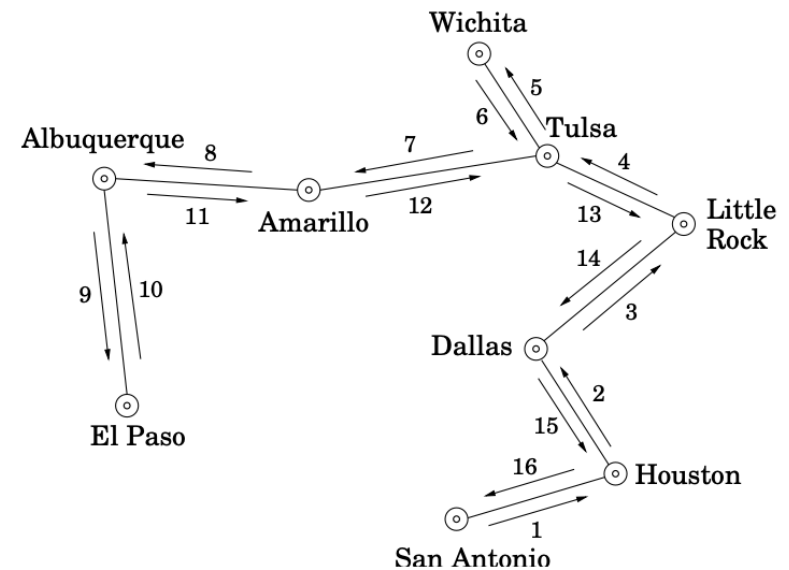 Wichita
5
6
Tulsa
Albuquerque
8
7
4
11
Amarillo
12
13
Little
Rock
14
9
10
3
Dallas
2
El Paso
15
16
Houston
1
San Antonio